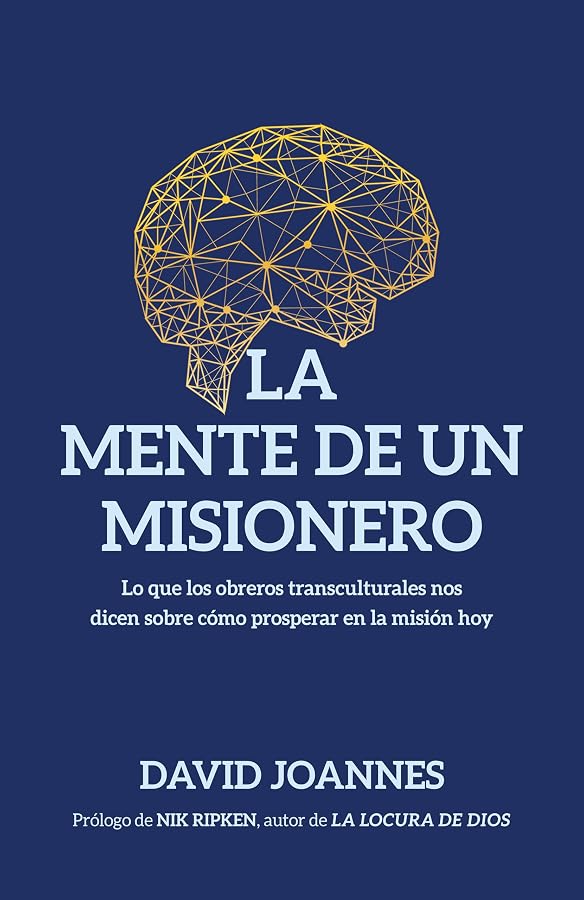 LA
MENTE DE UN
MISIONERO
Lo que los obreros transculturales nos
dicen sobre cómo prosperar en la misión hoy
DAVID JOANNES
Prólogo de NIK RIPKEN, autor de LA LOCURA DE DIOS